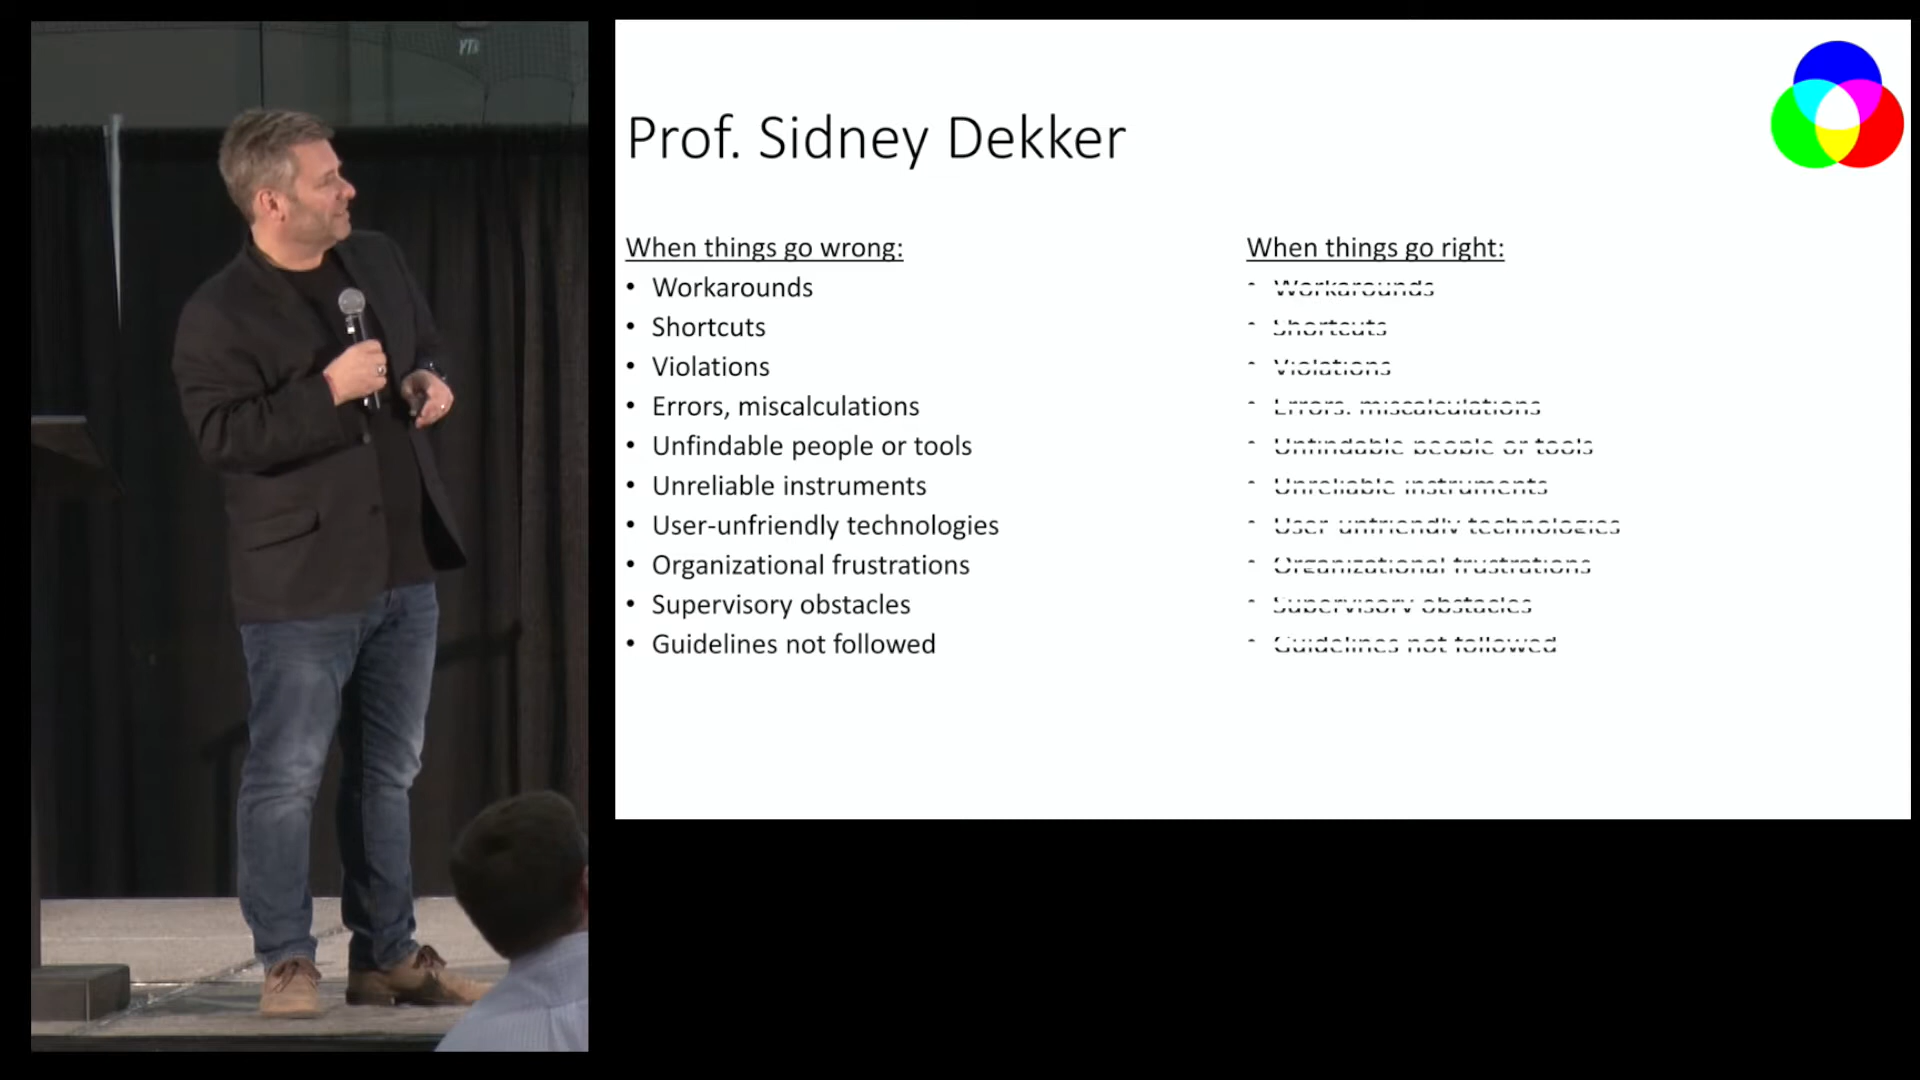 Prof. Sidney Dekker
When things go wrong:
• Workarounds
• Shortcuts
• Violations
• Errors, miscalculations
• Unfindable people or tools
• Unreliable instruments
• User-unfriendly technologies
• Organizational frustrations
• Supervisory obstacles
• Guidelines not followed
When things go right:
• Workarounds
• Shortcuts
• Violations
• Errors, miscalculations
• Unfindable people or tools
• Unreliable instruments
• User-unfriendly technologies
• Organizational frustrations
• Supervisory obstacles
• Guidelines not followed